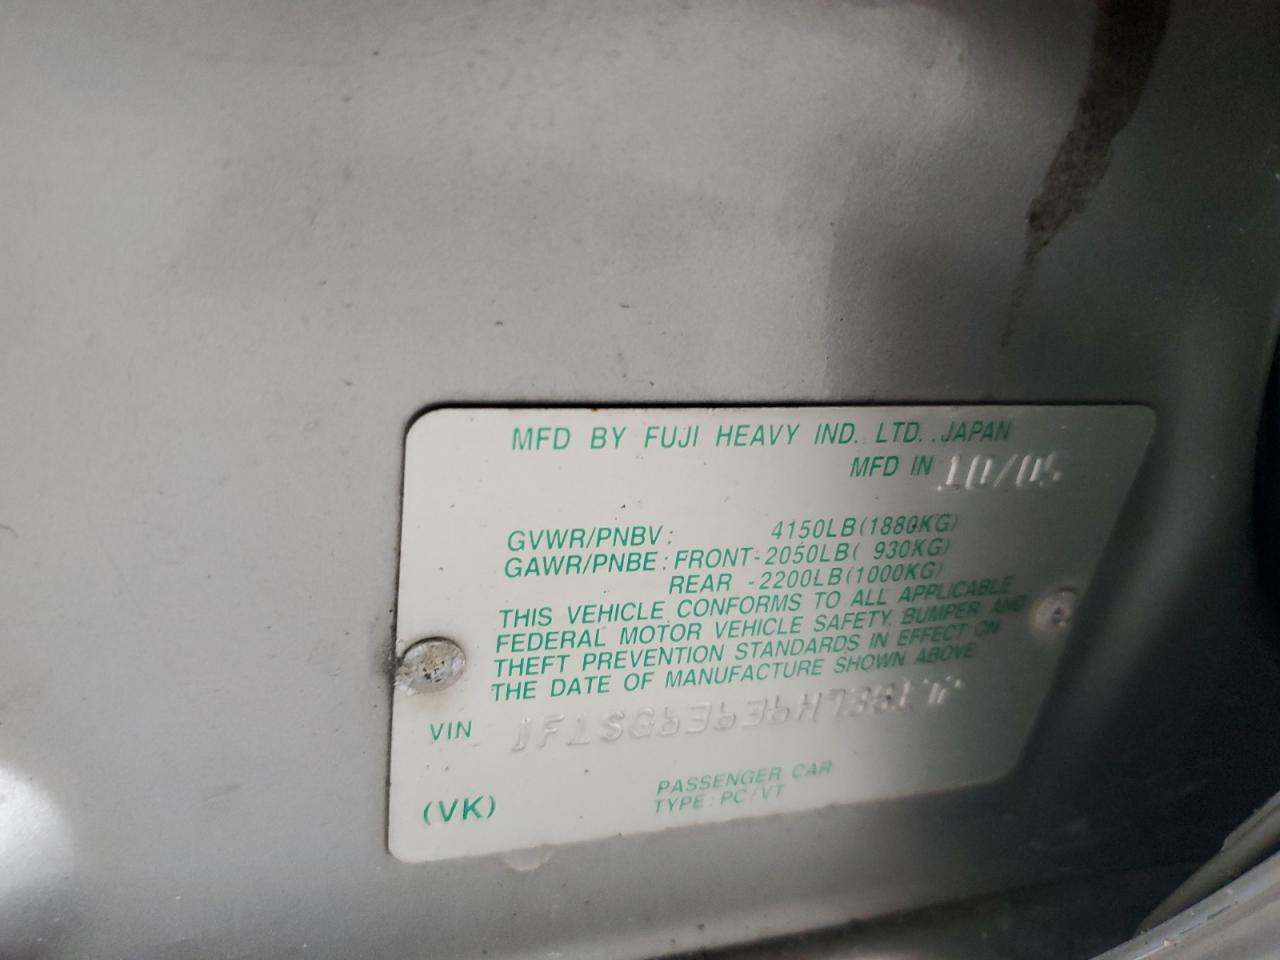 MFD BY FUJI HEAVY IND. LTD. JAPAN
MFD IN 10/05
GVWR/PNBV: 4150LB(1880KG)
GAWR/PNBE: FRONT-2050LB( 930KG)
REAR -2200LB(1000KG)
THIS VEHICLE CONFORMS TO ALL APPLICABLE
FEDERAL MOTOR VEHICLE SAFETY, BUMPER AND
THEFT PREVENTION STANDARDS IN EFFECT ON
THE DATE OF MANUFACTURE SHOWN ABOVE
VIN
(VK)
PASSENGER CAR
TYPE: PC/VT